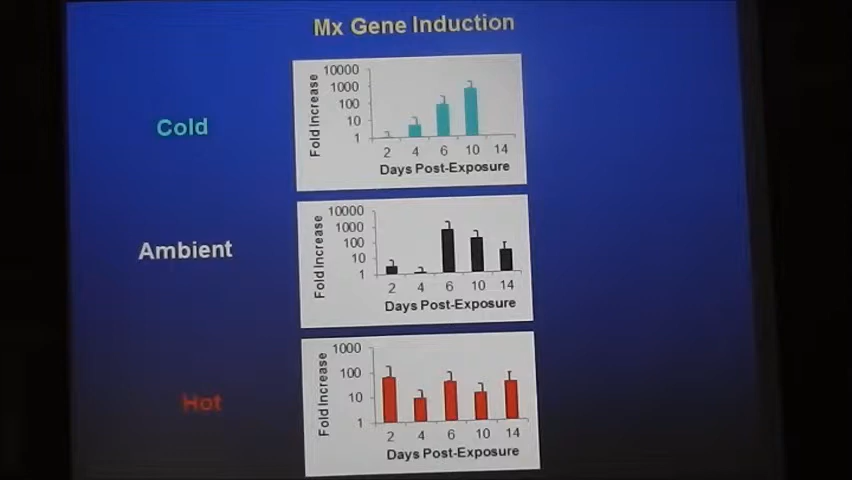 Mx Gene Induction
Cold
Fold Increase
10000
1000
100
10
1
2 4 6 10 14
Days Post-Exposure
Ambient
Fold Increase
10000
1000
100
10
1
2 4 6 10 14
Days Post-Exposure
Hot
Fold Increase
1000
100
10
1
2 4 6 10 14
Days Post-Exposure